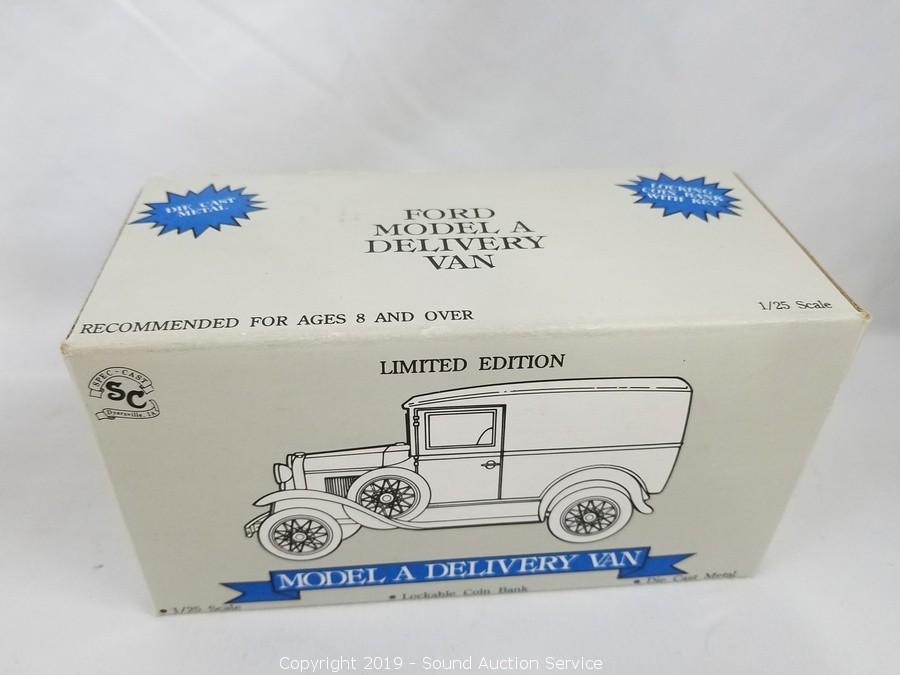 DIE CAST
METAL
LOCKING
COIN BANK
WITH KEY
FORD
MODEL A
DELIVERY
VAN
RECOMMENDED FOR AGES 8 AND OVER
1/25 Scale
LIMITED EDITION
SPEC-CAST
SC
Dyersville, IA
MODEL A DELIVERY VAN
• 1/25 Scale
• Lockable Coin Bank
• Die Cast Metal
Copyright 2019 - Sound Auction Service